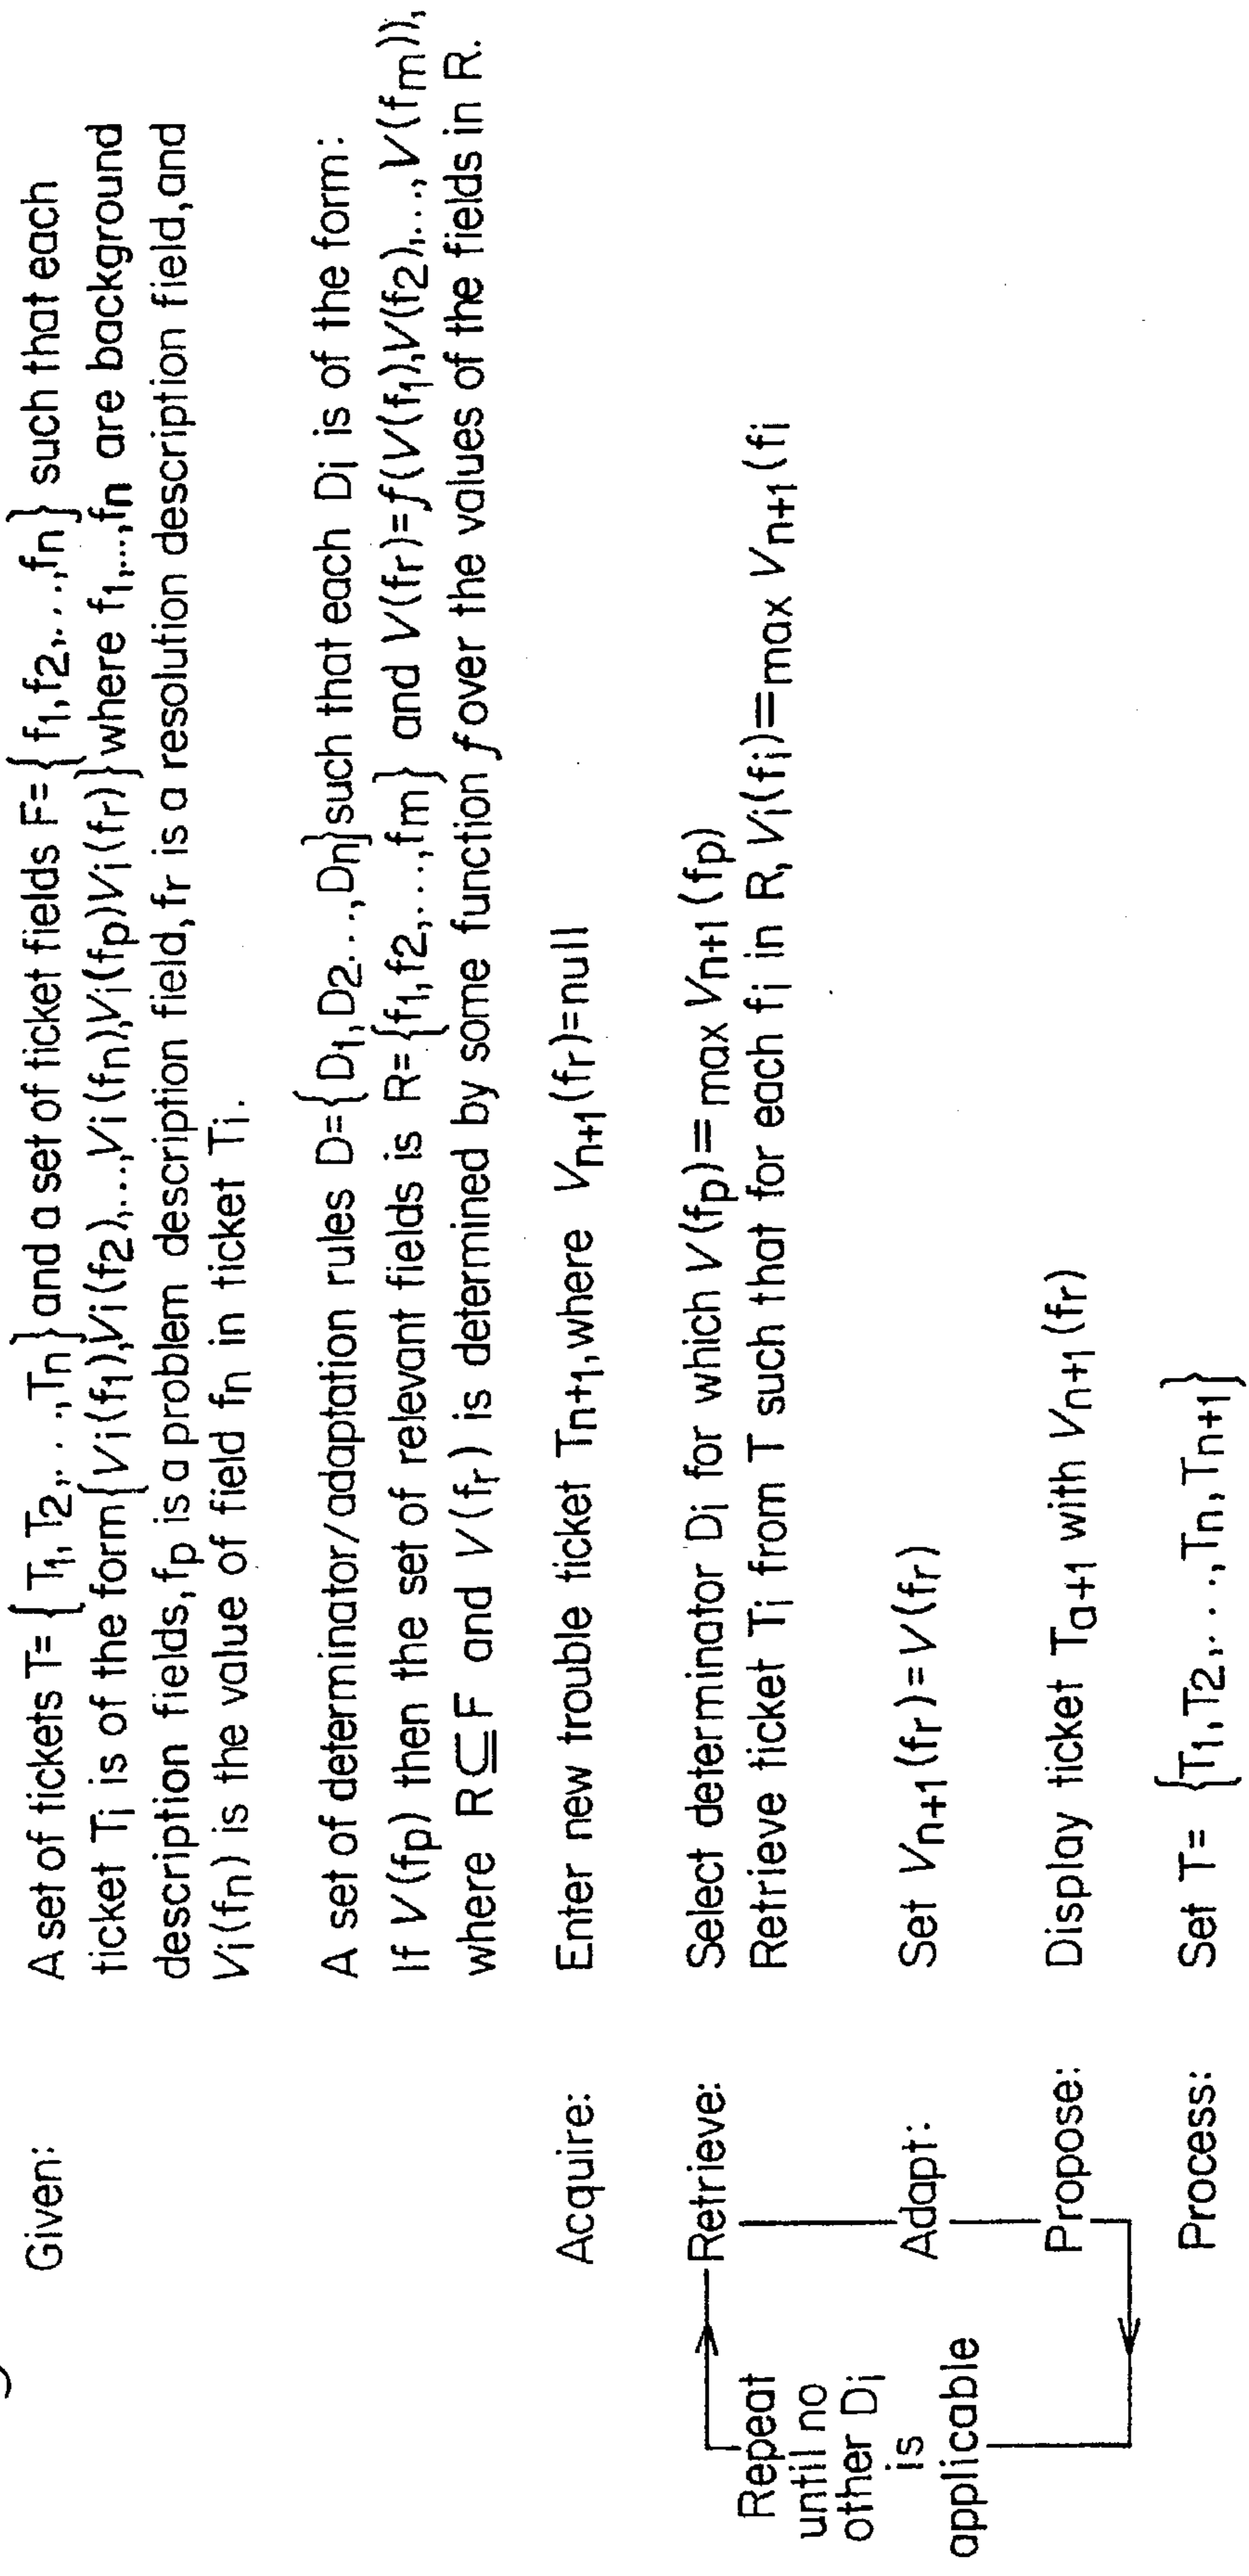 Given: A set of tickets T={T1,T2,...,Tn} and a set of ticket fields F={f1,f2,...,fn} such that each
ticket Ti is of the form{Vi(f1),Vi(f2),...,Vi(fn),Vi(fp)Vi(fr)}where f1,...,fn are background
description fields, fp is a problem description field, fr is a resolution description field, and
Vi(fn) is the value of field fn in ticket Ti.
A set of determinator/adaptation rules D={D1,D2...,Dn}such that each Di is of the form:
If V(fp) then the set of relevant fields is R={f1,f2,...,fm} and V(fr)=f(V(f1),V(f2),...,V(fm)),
where R⊆F and V(fr) is determined by some function f over the values of the fields in R.
Acquire: Enter new trouble ticket Tn+1, where Vn+1(fr)=null
Retrieve: Select determinator Di for which V(fp)=max Vn+1(fp)
Retrieve ticket Ti from T such that for each fi in R, Vi(fi)=max Vn+1(fi
Adapt: Set Vn+1(fr)=V(fr)
Propose: Display ticket Ta+1 with Vn+1(fr)
Repeat
until no
other Di
is
applicable
Process: Set T= {T1,T2,...,Tn,Tn+1}